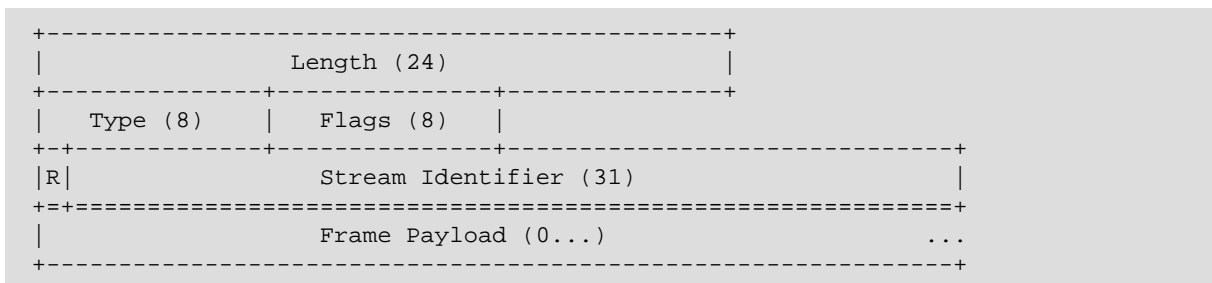 +-----------------------------------------------+
|                 Length (24)                   |
+---------------+---------------+---------------+
|   Type (8)    |   Flags (8)   |
+-+-------------+---------------+-------------------------------+
|R|                 Stream Identifier (31)                      |
+=+=============================================================+
|                   Frame Payload (0...)                      ...
+---------------------------------------------------------------+